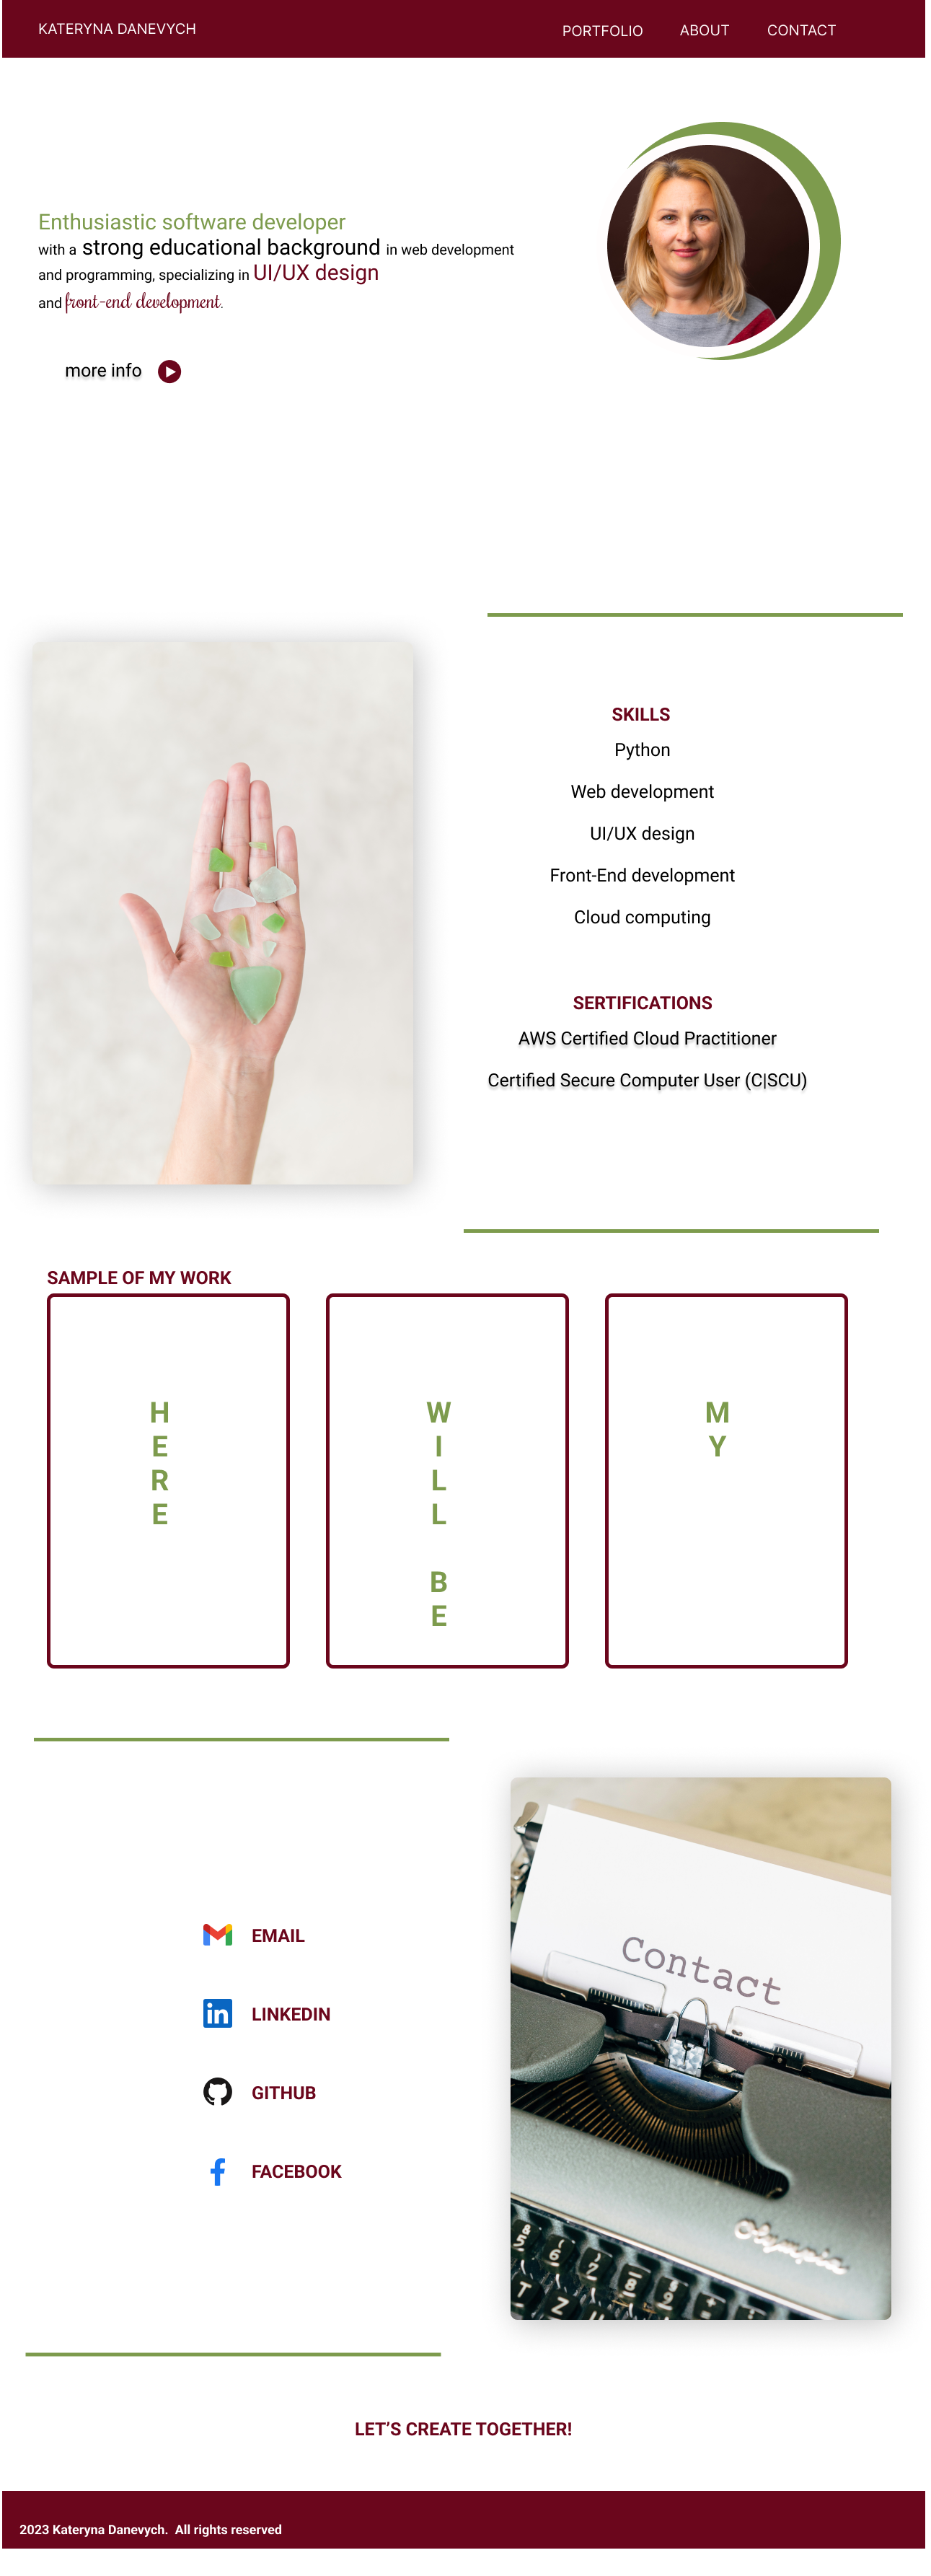 KATERYNA DANEVYCH
PORTFOLIO
ABOUT
CONTACT
Enthusiastic software developer
with a strong educational background in web development
and programming, specializing in UI/UX design
and front-end development.
more info
SKILLS
Python
Web development
UI/UX design
Front-End development
Cloud computing
SERTIFICATIONS
AWS Certified Cloud Practitioner
Certified Secure Computer User (C|SCU)
SAMPLE OF MY WORK
H
E
R
E
W
I
L
L
B
E
M
Y
EMAIL
LINKEDIN
GITHUB
FACEBOOK
Contact
Olympia
LET’S CREATE TOGETHER!
2023 Kateryna Danevych. All rights reserved